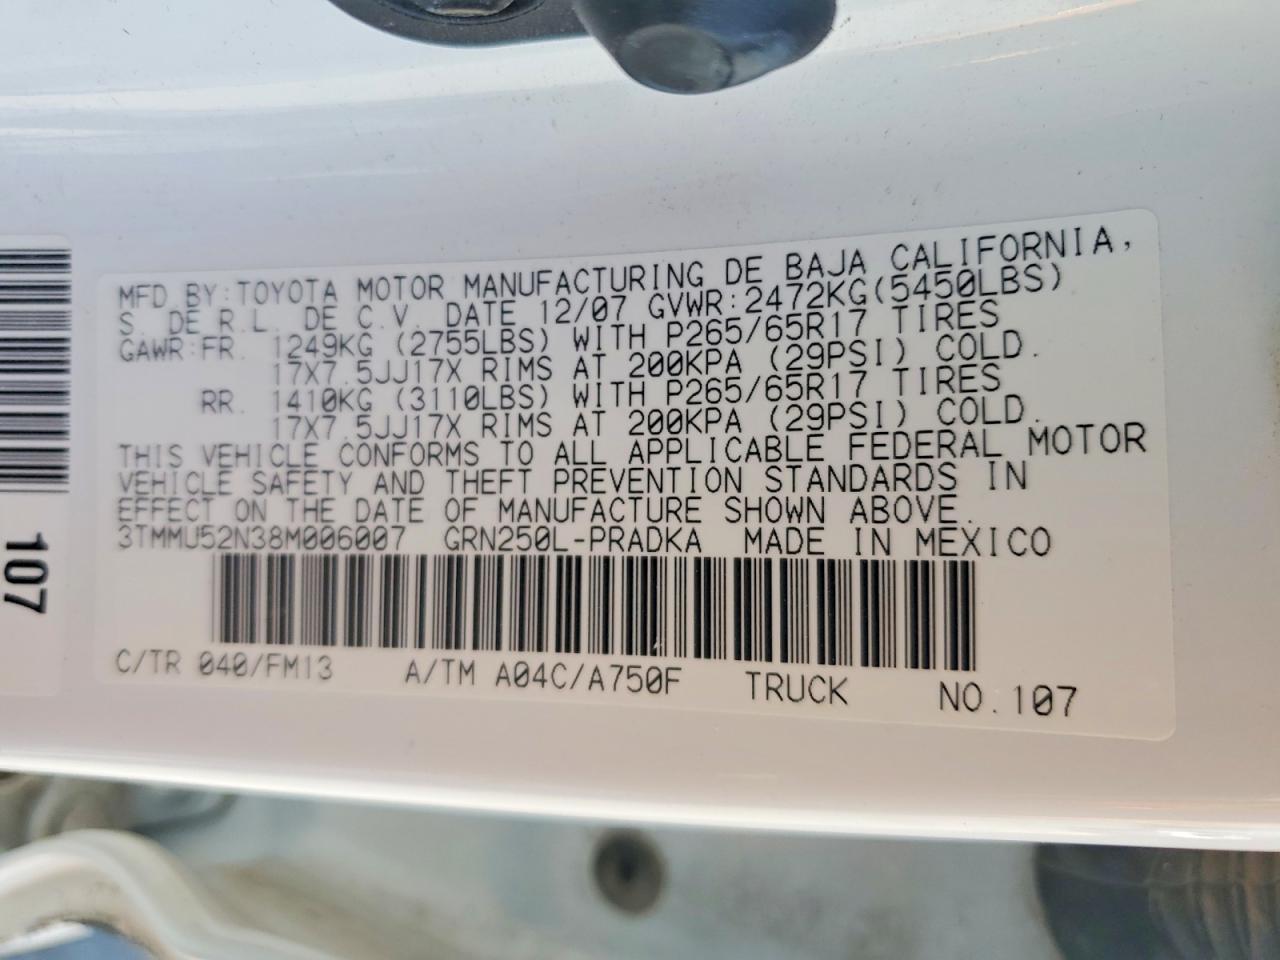 MFD.BY:TOYOTA MOTOR MANUFACTURING DE BAJA CALIFORNIA,
S. DE R.L. DE C.V. DATE 12/07 GVWR:2472KG(5450LBS)
GAWR:FR. 1249KG (2755LBS) WITH P265/65R17 TIRES
17X7.5JJ17X RIMS AT 200KPA (29PSI) COLD.
RR. 1410KG (3110LBS) WITH P265/65R17 TIRES
17X7.5JJ17X RIMS AT 200KPA (29PSI) COLD.
THIS VEHICLE CONFORMS TO ALL APPLICABLE FEDERAL MOTOR
VEHICLE SAFETY AND THEFT PREVENTION STANDARDS IN
EFFECT ON THE DATE OF MANUFACTURE SHOWN ABOVE.
3TMMU52N38M006007 GRN250L-PRADKA MADE IN MEXICO
C/TR 040/FM13 A/TM A04C/A750F TRUCK NO.107
107